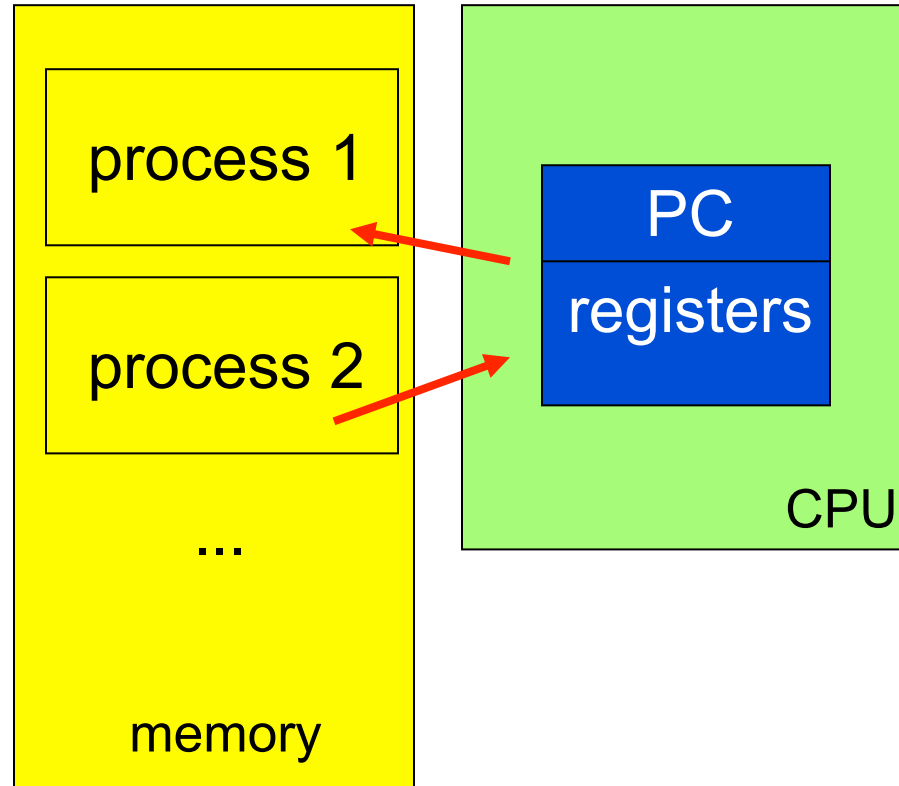 process 1
process 2
...
memory
PC
registers
CPU